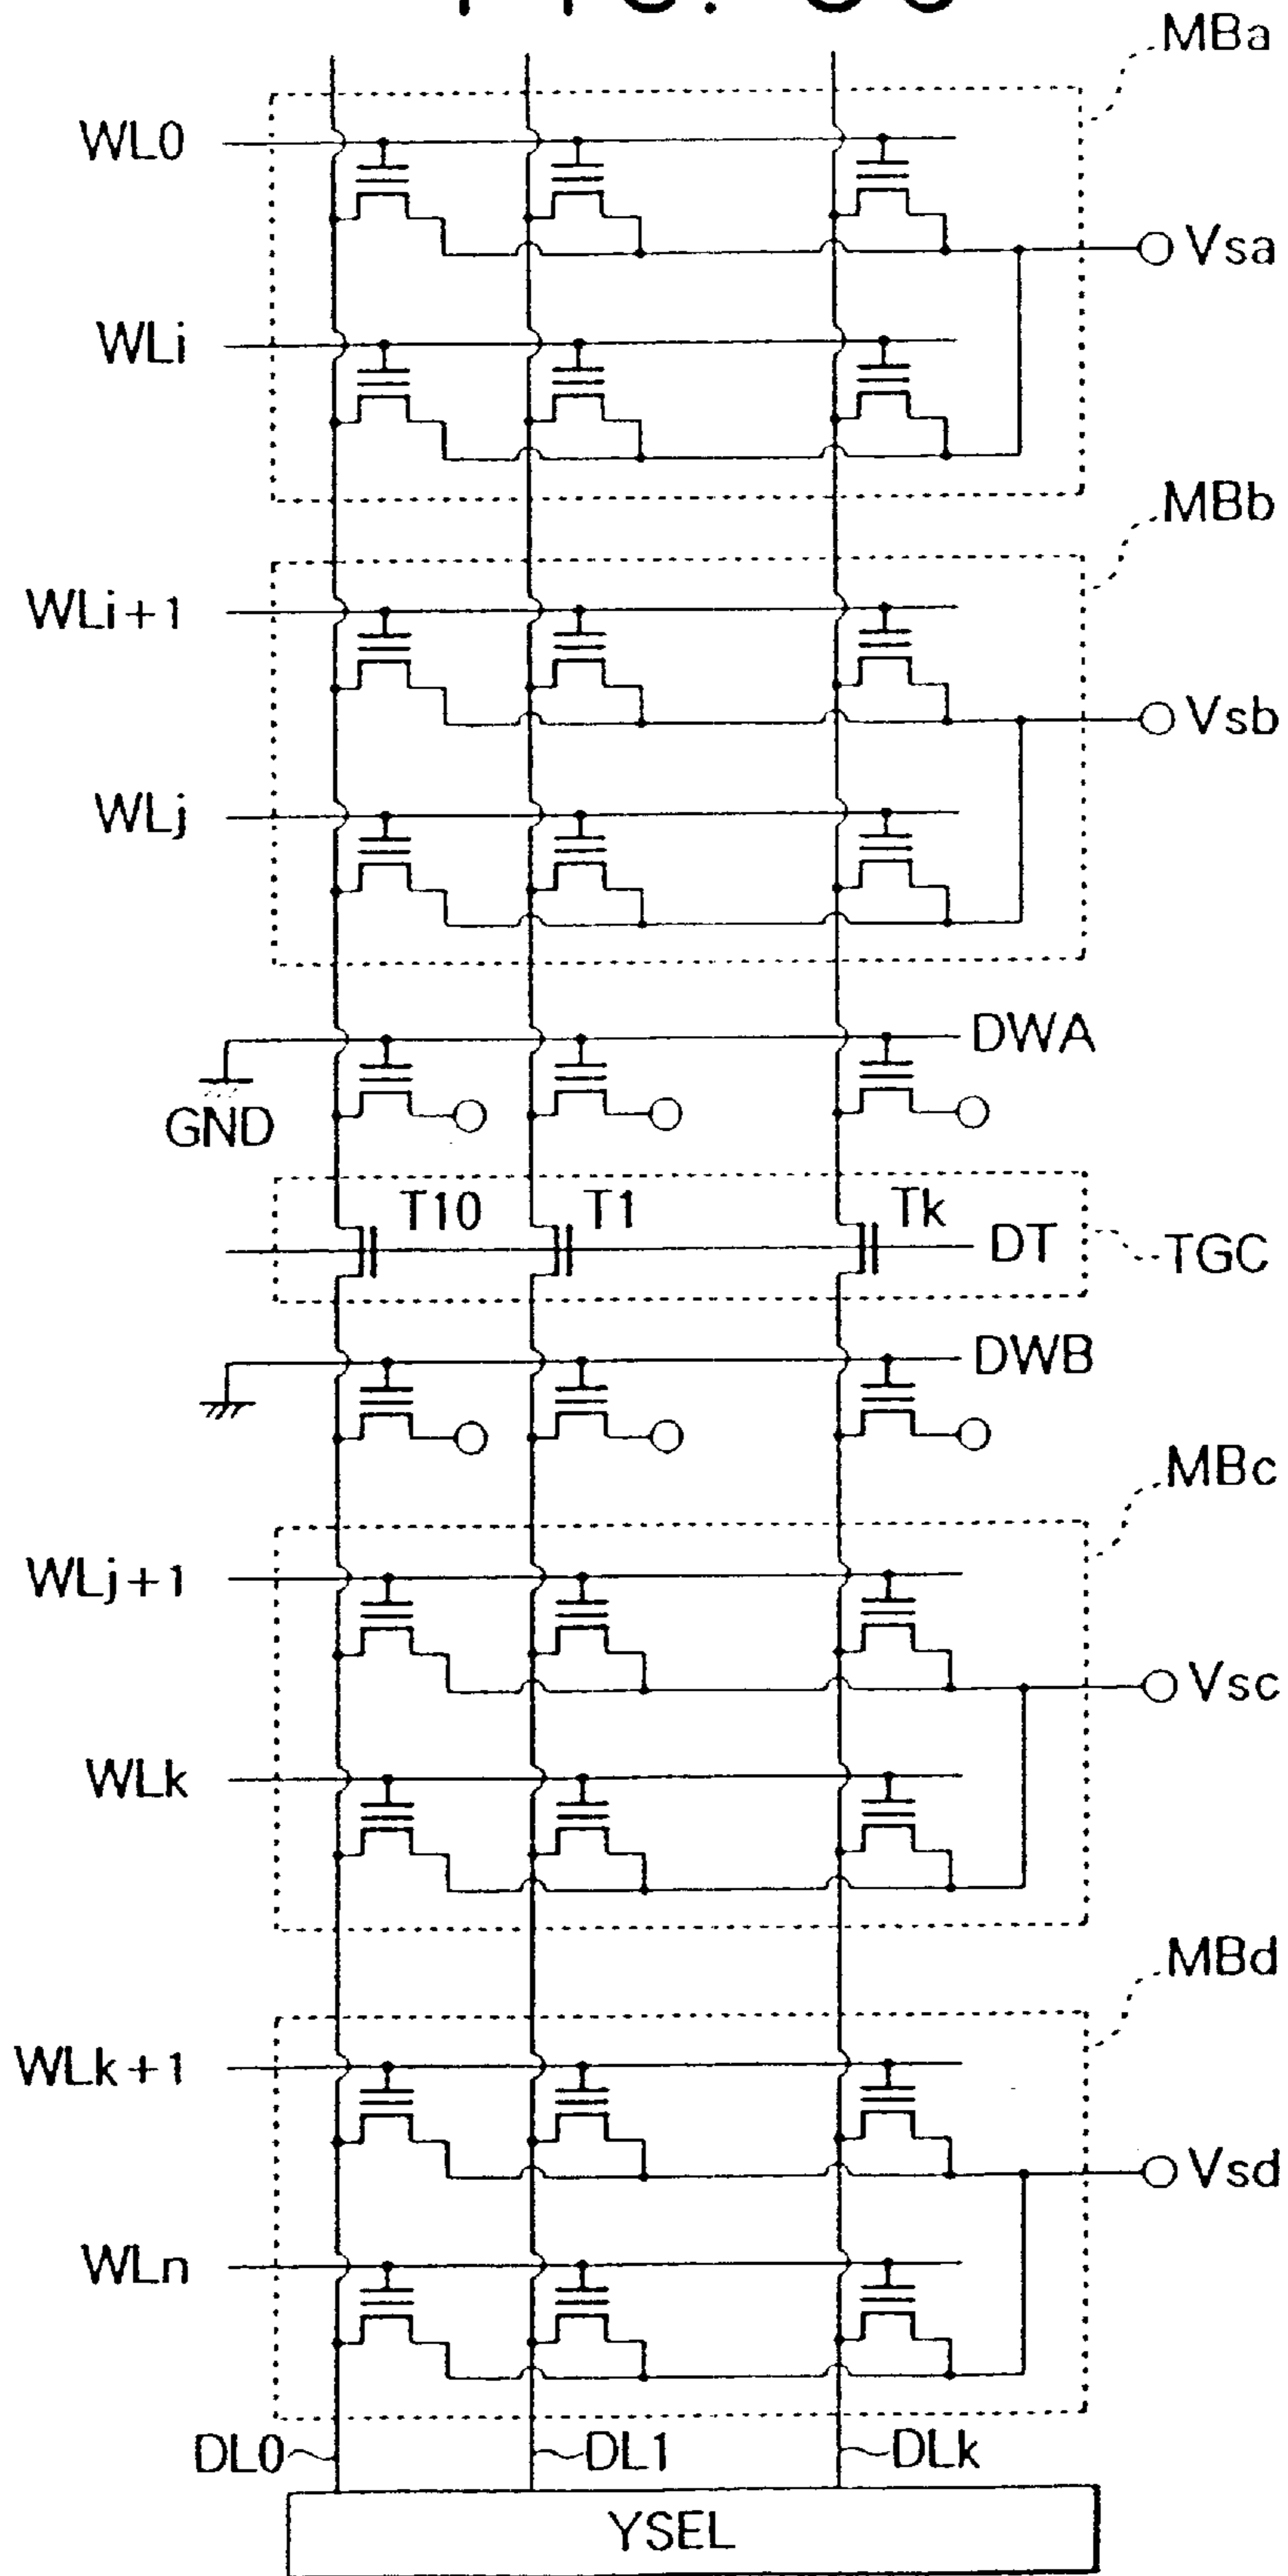 MBa
WL0
Vsa
WLi
MBb
WLi+1
Vsb
WLj
DWA
GND
T10 T1 Tk
DT
TGC
DWB
MBc
WLj+1
Vsc
WLk
MBd
WLk+1
Vsd
WLn
DL0 DL1 DLk
YSEL